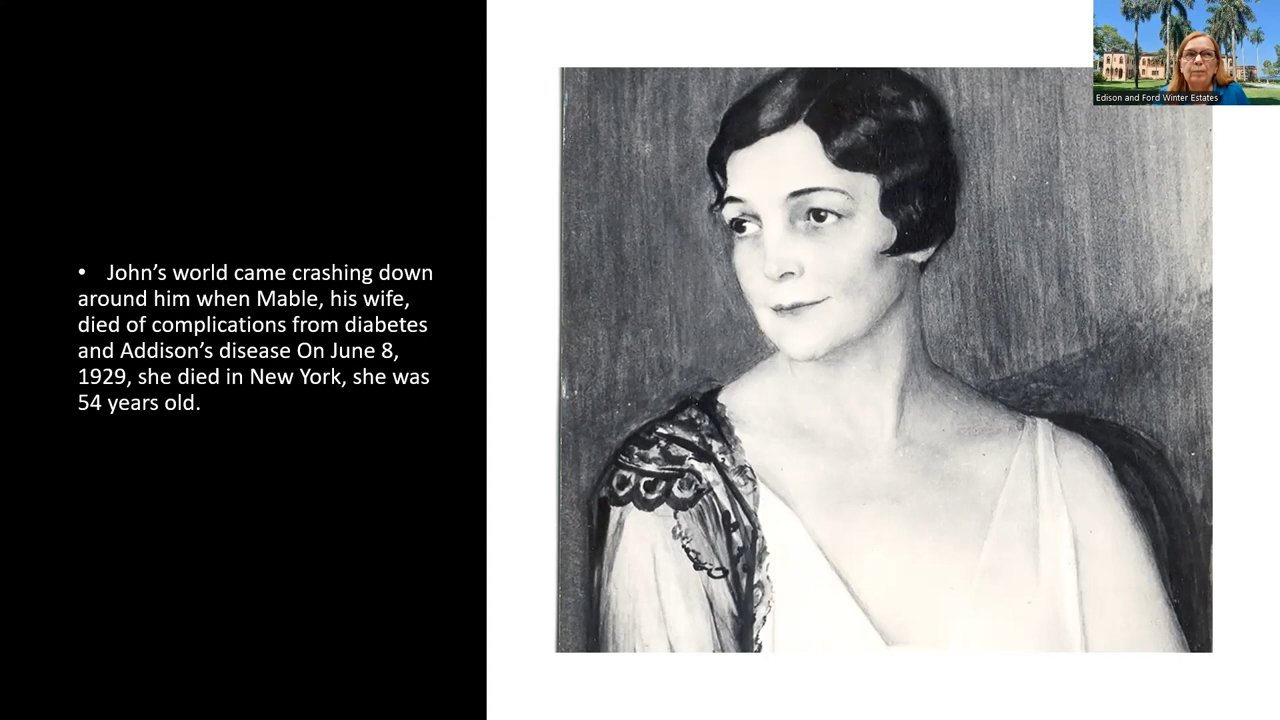 • John’s world came crashing down
around him when Mable, his wife,
died of complications from diabetes
and Addison’s disease On June 8,
1929, she died in New York, she was
54 years old.
Edison and Ford Winter Estates